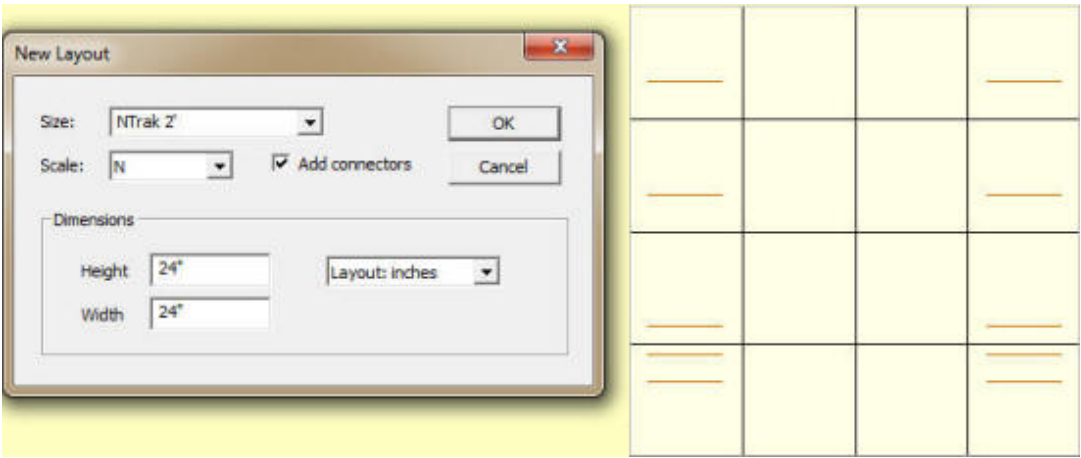 New Layout
Size: NTrak 2' OK
Scale: N Add connectors Cancel
Dimensions
Height 24" Layout: inches
Width 24"